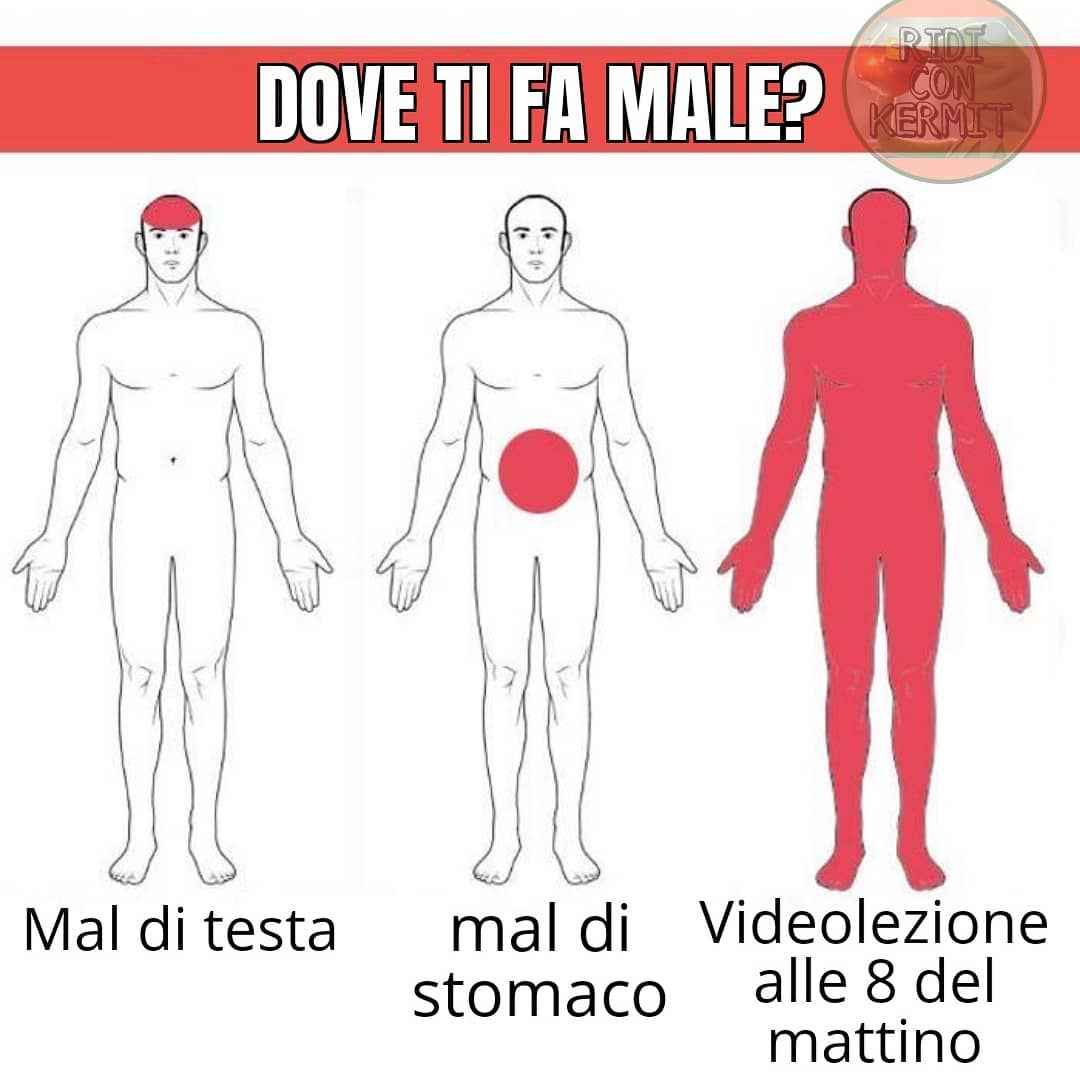 DOVE TI FA MALE?
RIDI
CON
KERMIT
Mal di testa
mal di
stomaco
Videolezione
alle 8 del
mattino